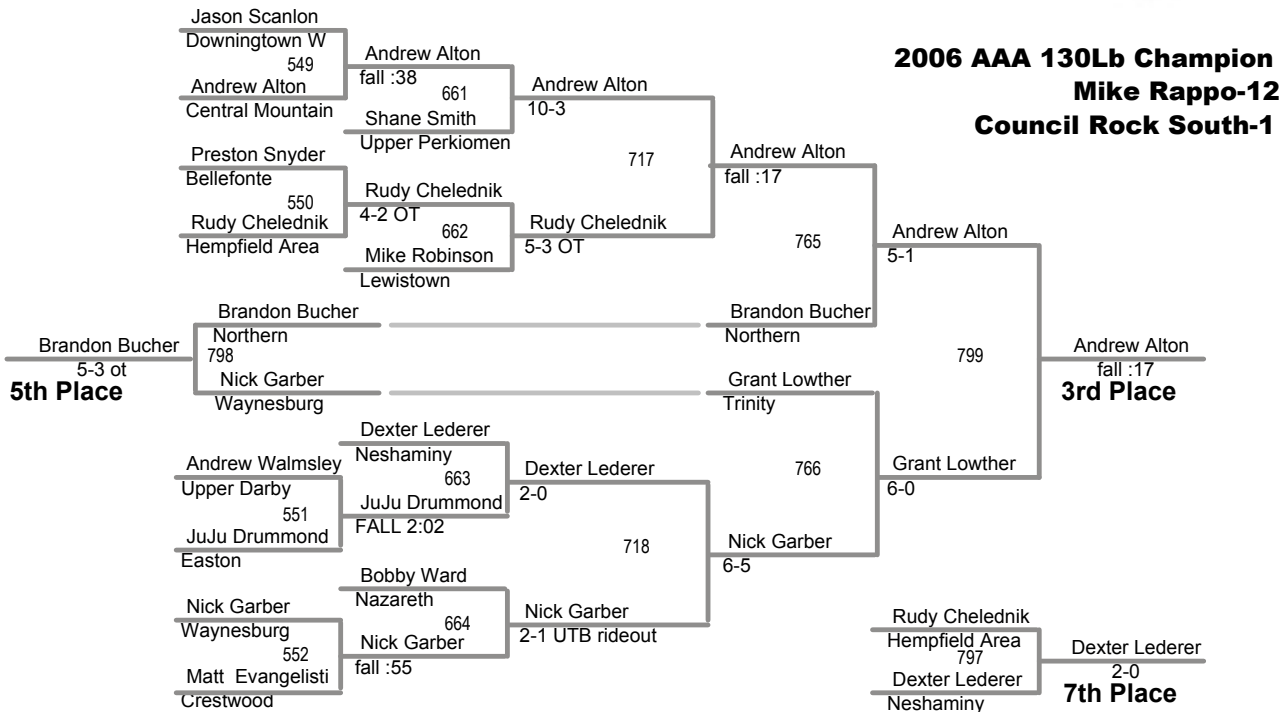 Jason Scanlon
Downingtown W
549
Andrew Alton
Central Mountain
Andrew Alton
fall :38
661
Shane Smith
Upper Perkiomen
Andrew Alton
10-3
Preston Snyder
Bellefonte
550
Rudy Chelednik
Hempfield Area
Rudy Chelednik
4-2 OT
662
Mike Robinson
Lewistown
Rudy Chelednik
5-3 OT
717
Andrew Alton
fall :17
765
Brandon Bucher
Northern
Andrew Alton
5-1
2006 AAA 130Lb Champion
Mike Rappo-12
Council Rock South-1
Brandon Bucher
Northern
798
Nick Garber
Waynesburg
Brandon Bucher
5-3 ot
5th Place
799
Andrew Alton
fall :17
3rd Place
Grant Lowther
Trinity
766
Grant Lowther
6-0
Dexter Lederer
Neshaminy
663
JuJu Drummond
FALL 2:02
Dexter Lederer
2-0
Andrew Walmsley
Upper Darby
551
JuJu Drummond
Easton
718
Nick Garber
6-5
Bobby Ward
Nazareth
664
Nick Garber
fall :55
Nick Garber
2-1 UTB rideout
Nick Garber
Waynesburg
552
Matt Evangelisti
Crestwood
Rudy Chelednik
Hempfield Area
797
Dexter Lederer
Neshaminy
Dexter Lederer
2-0
7th Place